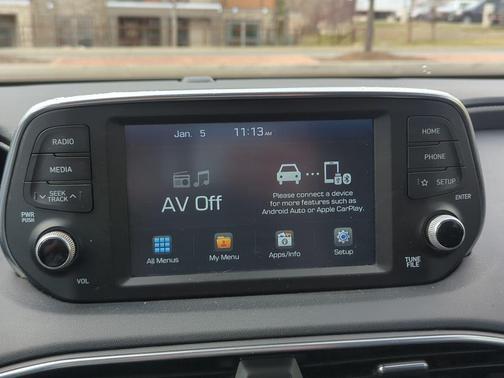 Jan. 5 11:13 AM
RADIO
MEDIA
SEEK
TRACK
PWR
PUSH
VOL
AV Off
Please connect a device
for more features such as
Android Auto or Apple CarPlay.
All Menus
My Menu
Apps/Info
Setup
HOME
PHONE
SETUP
ENTER
TUNE
FILE